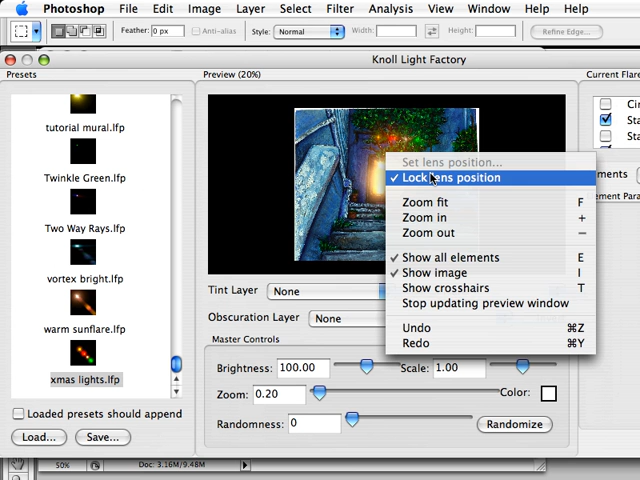 Photoshop File Edit Image Layer Select Filter Analysis View Window Help Help
Feather: 0 px Anti-alias Style: Normal Width: Height: Refine Edge...
Knoll Light Factory
Presets
tutorial mural.lfp
Twinkle Green.lfp
Two Way Rays.lfp
vortex bright.lfp
warm sunflare.lfp
xmas lights.lfp
Loaded presets should append
Load... Save...
Preview (20%)
Set lens position...
Lock lens position
Zoom fit F
Zoom in +
Zoom out −
Show all elements E
Show image I
Show crosshairs C
Stop updating preview window
Undo ⌘Z
Redo ⌘Y
Tint Layer None
Obscuration Layer None
Master Controls
Brightness: 100.00 Scale: 1.00
Zoom: 0.20 Color:
Randomness: 0 Randomize
Current Flare
50% Doc: 3.16M/9.48M